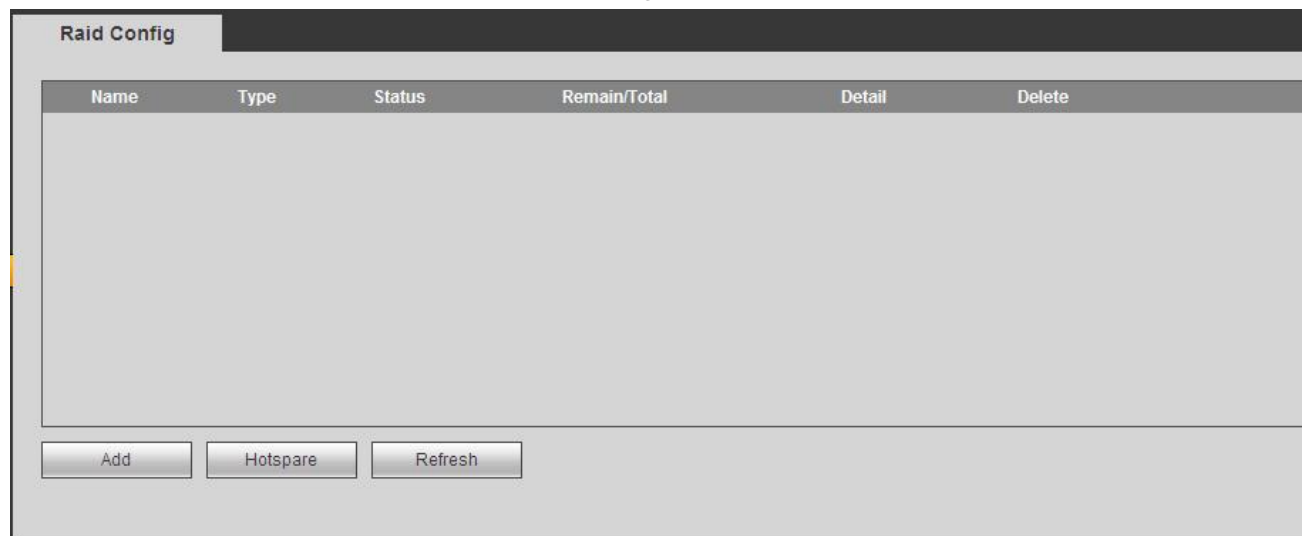 Raid Config
Name Type Status Remain/Total Detail Delete
Add Hotspare Refresh